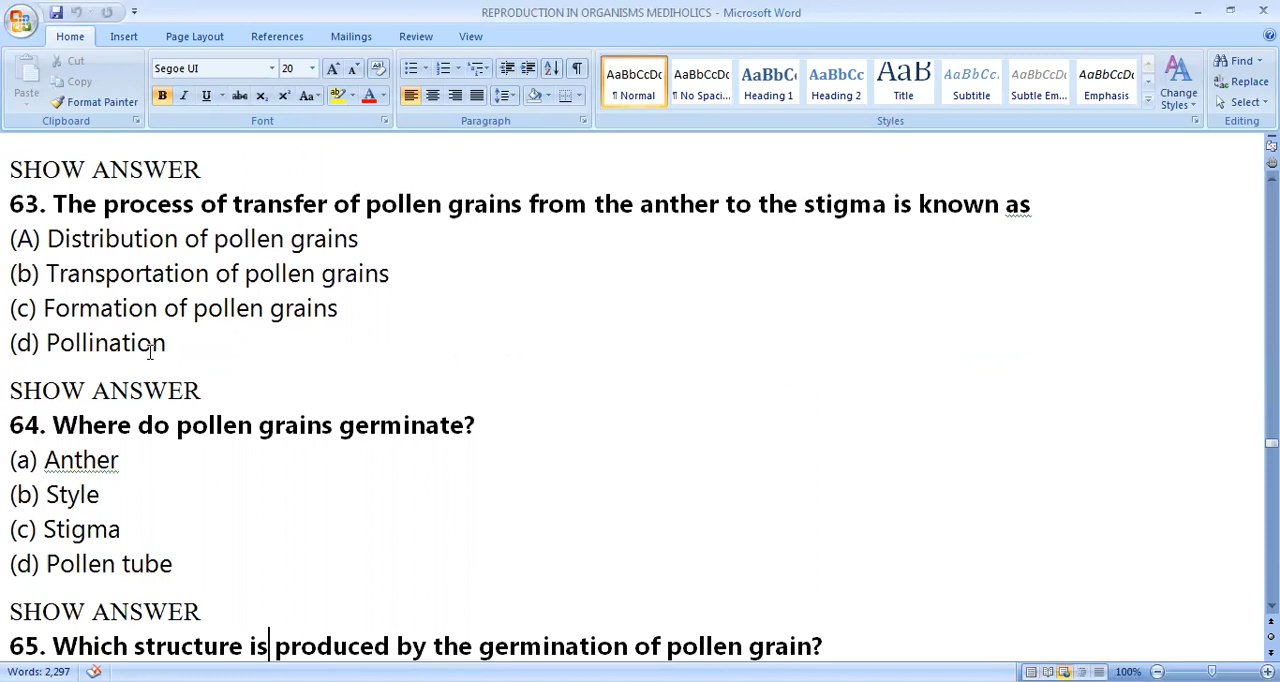 REPRODUCTION IN ORGANISMS MEDIHOLICS - Microsoft Word
Home Insert Page Layout References Mailings Review View
Paste
Cut
Copy
Format Painter
Clipboard
Segoe UI 20
Font
Paragraph
AaBbCcDc AaBbCcDc AaBbC AaBbCc AaB AaBbCc. AaBbCcDc AaBbCcDc
¶ Normal ¶ No Spaci... Heading 1 Heading 2 Title Subtitle Subtle Em... Emphasis
Change Styles
Styles
Find
Replace
Select
Editing
SHOW ANSWER
63. The process of transfer of pollen grains from the anther to the stigma is known as
(A) Distribution of pollen grains
(b) Transportation of pollen grains
(c) Formation of pollen grains
(d) Pollination
SHOW ANSWER
64. Where do pollen grains germinate?
(a) Anther
(b) Style
(c) Stigma
(d) Pollen tube
SHOW ANSWER
65. Which structure is produced by the germination of pollen grain?
Words: 2,297
100%